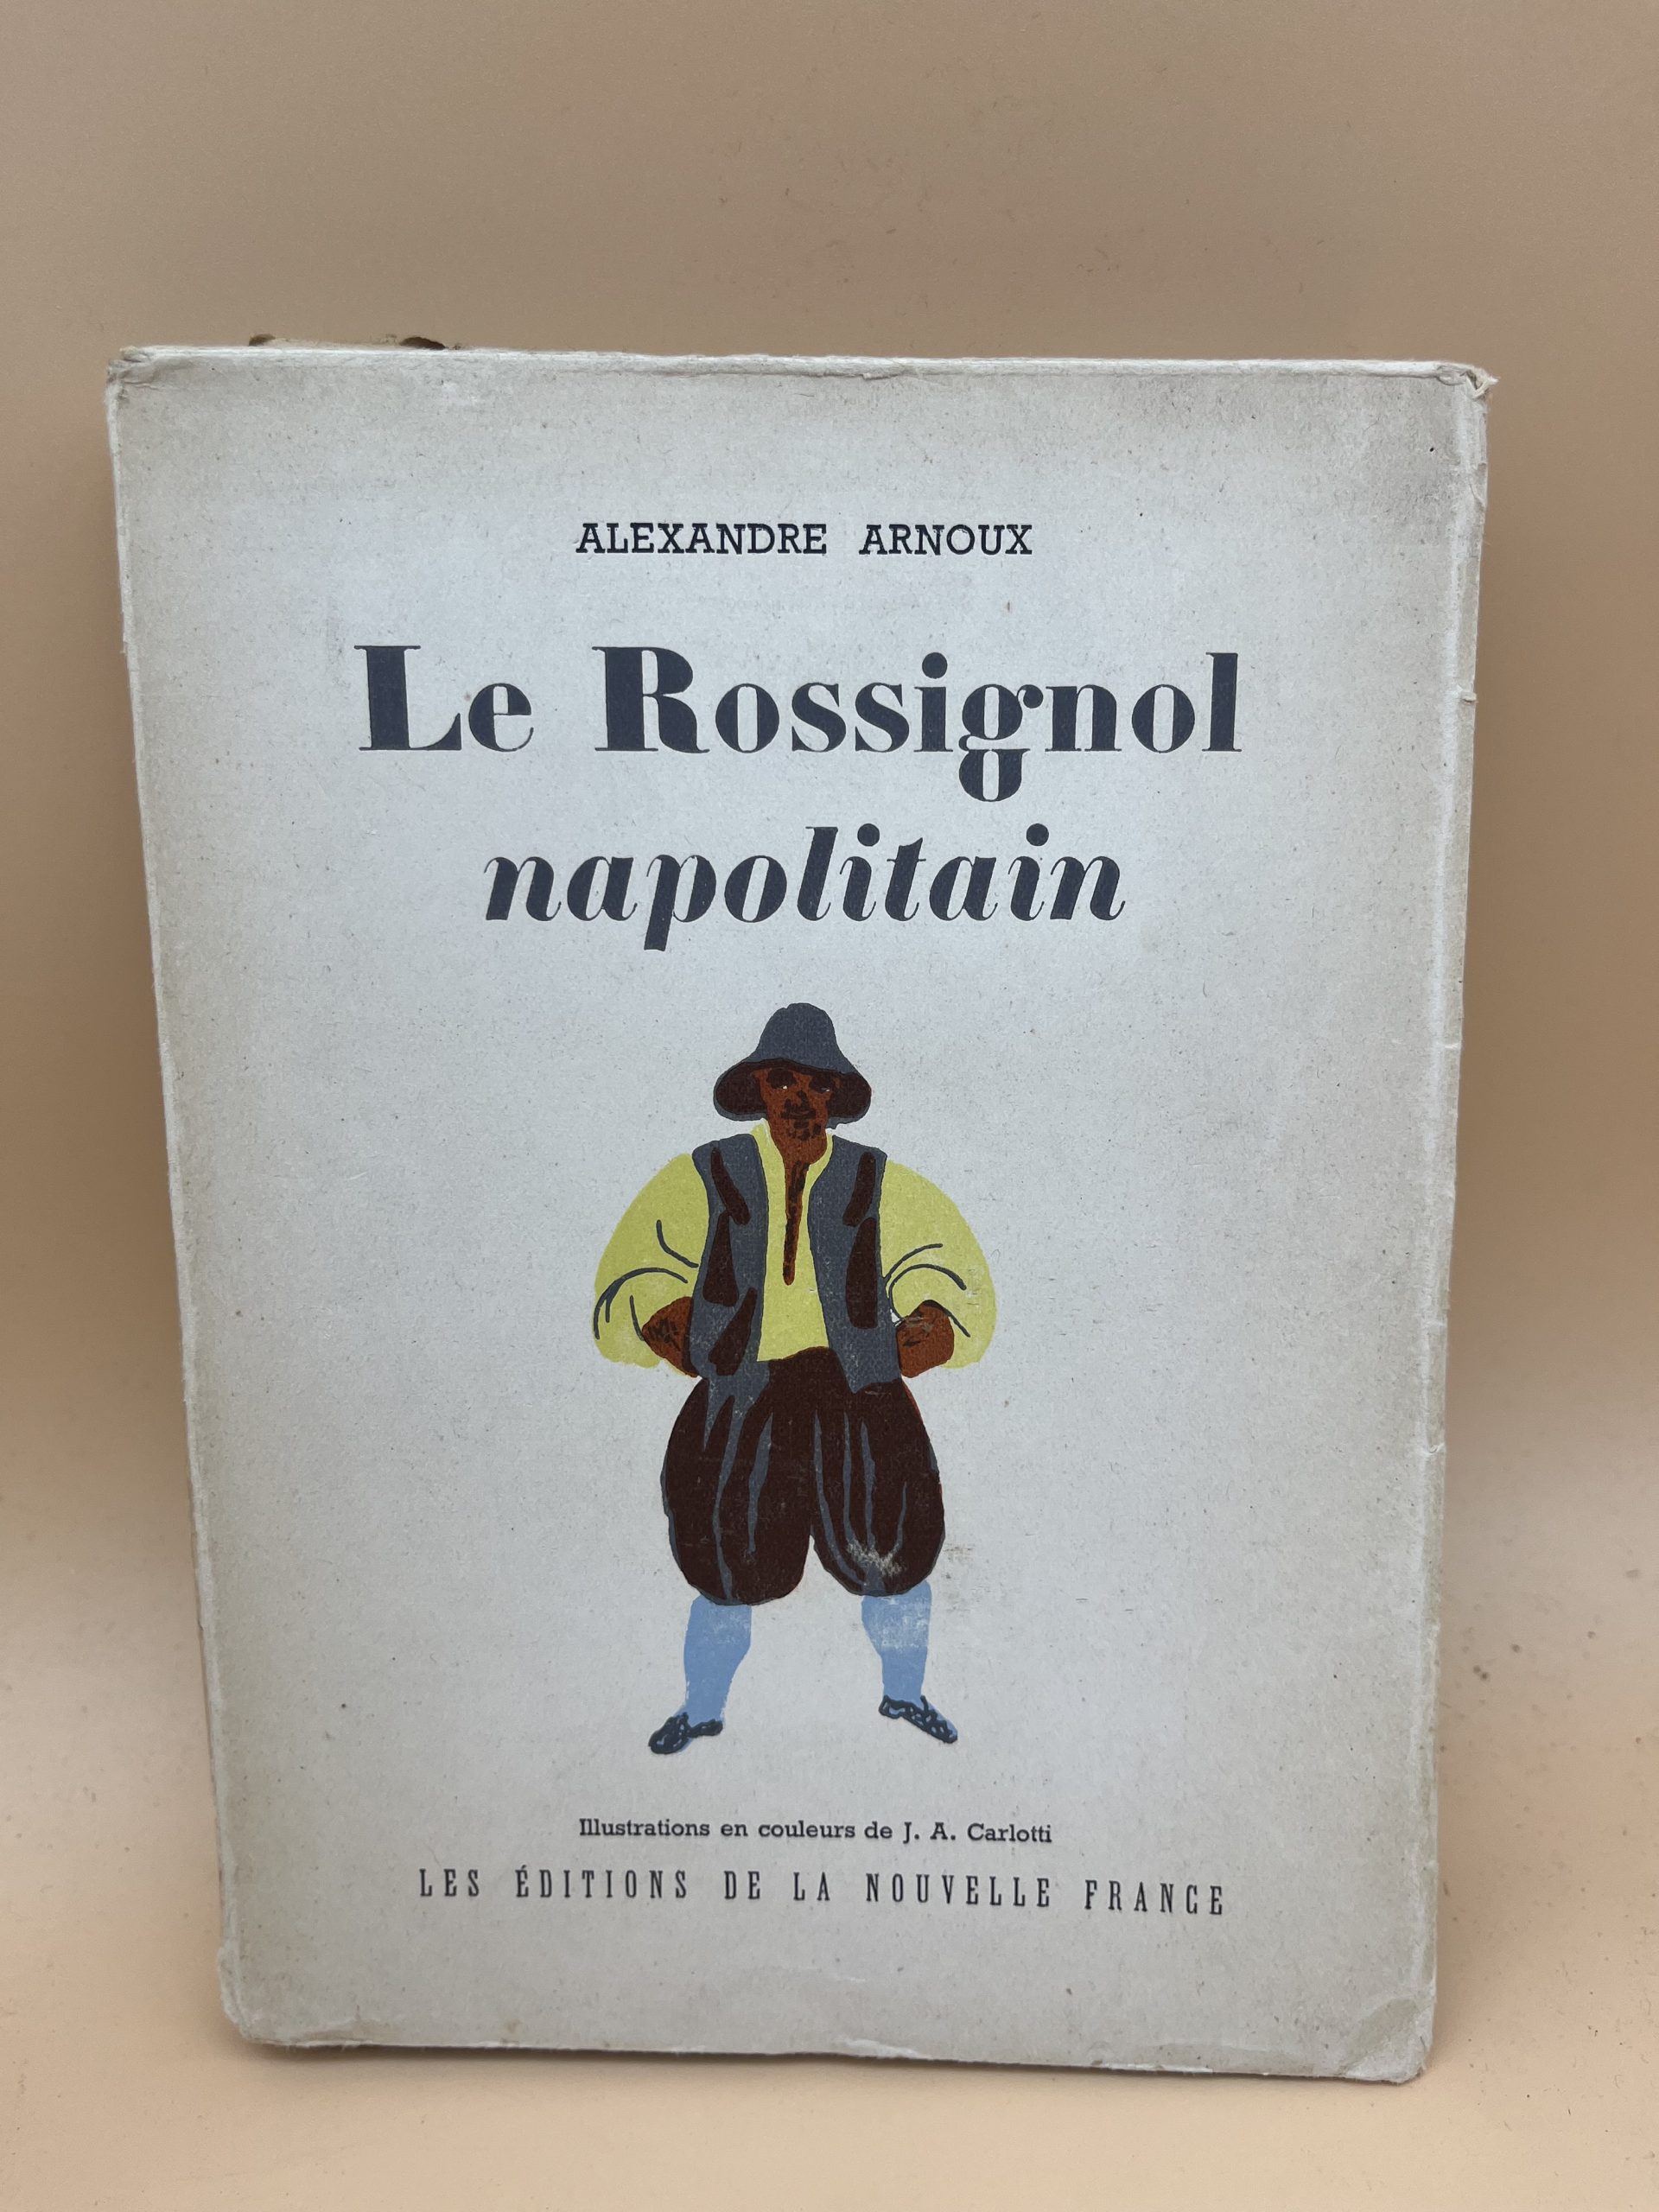 ALEXANDRE ARNOUX
Le Rossignol
napolitain
Illustrations en couleurs de J. A. Carlotti
LES ÉDITIONS DE LA NOUVELLE FRANCE